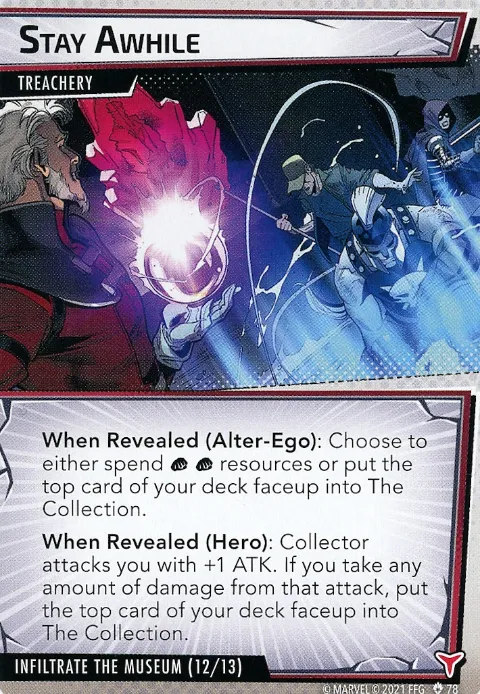 STAY AWHILE
TREACHERY
When Revealed (Alter-Ego): Choose to
either spend resources or put the
top card of your deck faceup into The
Collection.
When Revealed (Hero): Collector
attacks you with +1 ATK. If you take any
amount of damage from that attack, put
the top card of your deck faceup into
The Collection.
INFILTRATE THE MUSEUM (12/13)
© MARVEL © 2021 FFG 78